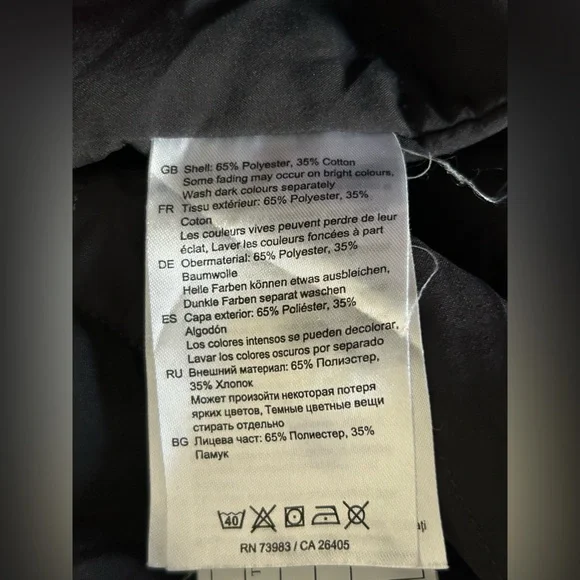 GB Shell: 65% Polyester, 35% Cotton
Some fading may occur on bright colours,
Wash dark colours separately
FR Tissu extérieur: 65% Polyester, 35%
Coton
Les couleurs vives peuvent perdre de leur
éclat, Laver les couleurs foncées à part
DE Obermaterial: 65% Polyester, 35%
Baumwolle
Helle Farben können etwas ausbleichen,
Dunkle Farben separat waschen
ES Capa exterior: 65% Poliéster, 35%
Algodón
Los colores intensos se pueden decolorar,
Lavar los colores oscuros por separado
RU Внешний материал: 65% Полиэстер,
35% Хлопок
Может произойти некоторая потеря
ярких цветов, Темные цветные вещи
стирать отдельно
BG Лицева част: 65% Полиестер, 35%
Памук
40
RN 73983 / CA 26405